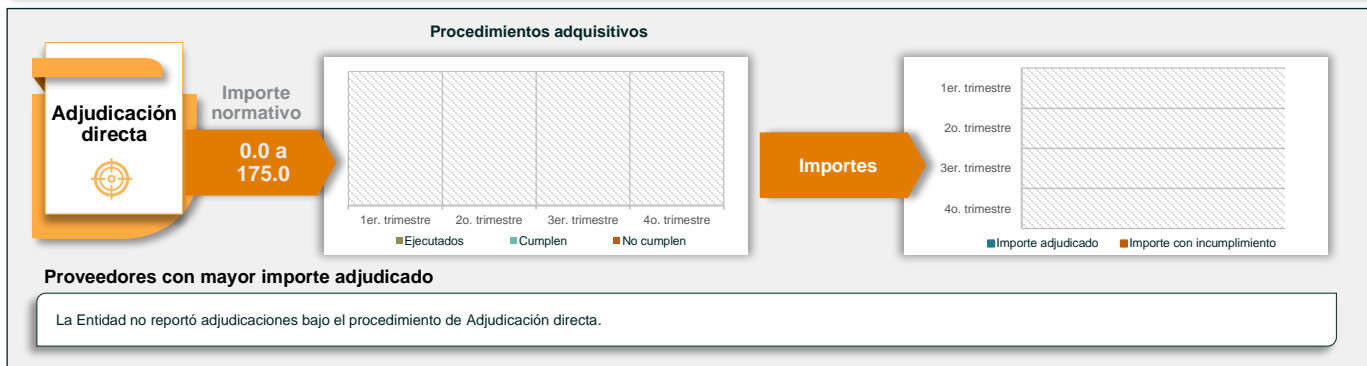 Procedimientos adquisitivos
Adjudicación
directa
Importe
normativo
0.0 a
175.0
1er. trimestre 2o. trimestre 3er. trimestre 4o. trimestre
Ejecutados Cumplen No cumplen
Importes
1er. trimestre
2o. trimestre
3er. trimestre
4o. trimestre
Importe adjudicado Importe con incumplimiento
Proveedores con mayor importe adjudicado
La Entidad no reportó adjudicaciones bajo el procedimiento de Adjudicación directa.